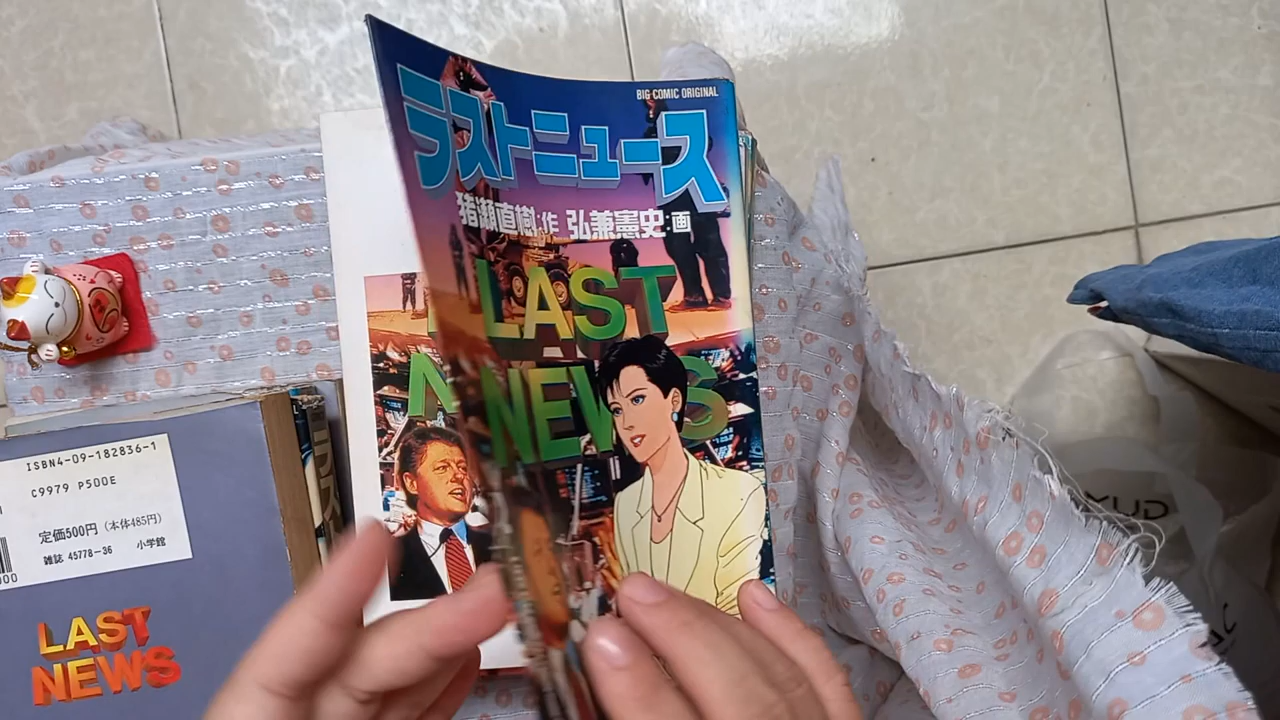 BIG COMIC ORIGINAL
ラストニュース
猪瀬直樹:作 弘兼憲史:画
LAST
NEWS
N
ISBN4-09-182836-1
C9979 P500E
定価500円(本体485円)
雑誌 45778-36 小学館
LAST
NEWS
YUD